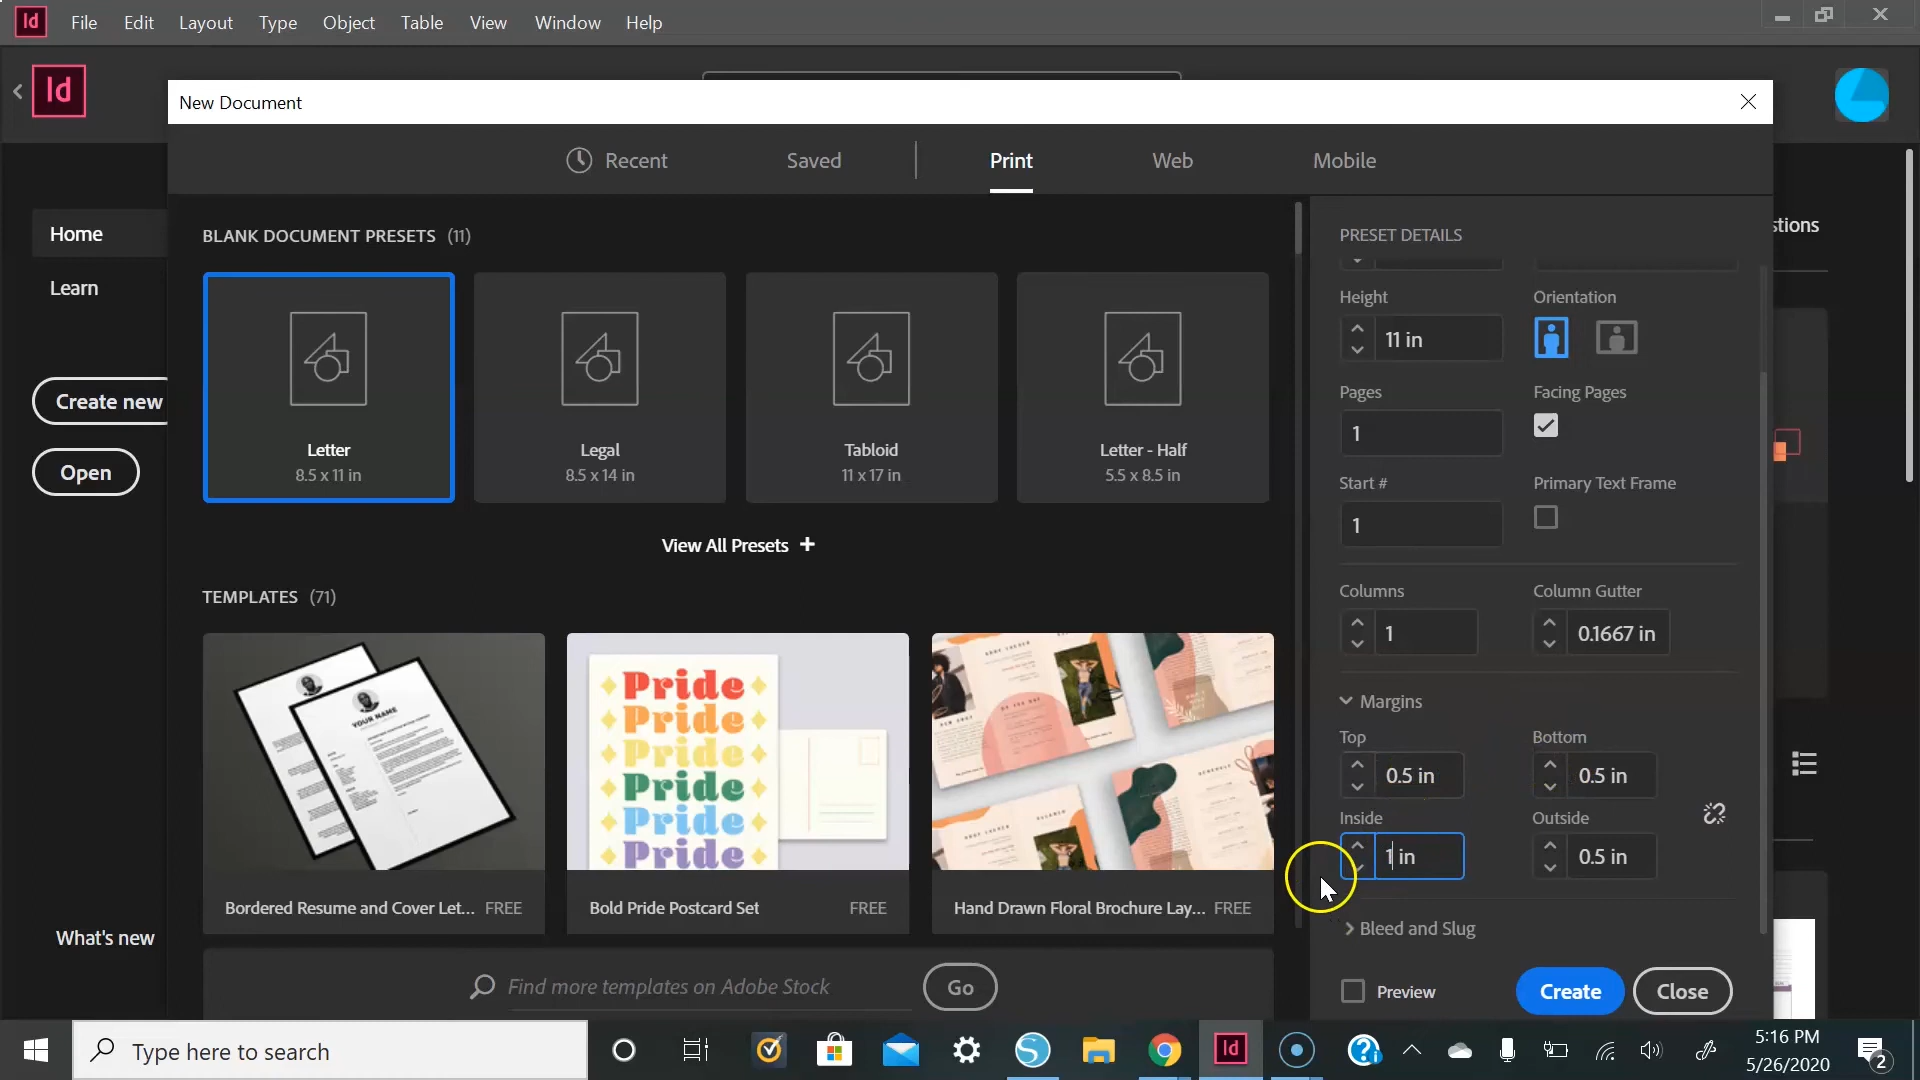 Id File Edit Layout Type Object Table View Window Help
Id
New Document
Recent Saved Print Web Mobile
Home
Learn
Create new
Open
What's new
BLANK DOCUMENT PRESETS (11)
Letter
8.5 x 11 in
Legal
8.5 x 14 in
Tabloid
11 x 17 in
Letter - Half
5.5 x 8.5 in
View All Presets +
TEMPLATES (71)
YOUR NAME
Pride
Pride
Pride
Pride
Pride
Pride
Bordered Resume and Cover Let... FREE
Bold Pride Postcard Set FREE
Hand Drawn Floral Brochure Lay... FREE
Find more templates on Adobe Stock Go
PRESET DETAILS
Height Orientation
11 in
Pages Facing Pages
1
Start # Primary Text Frame
1
Columns Column Gutter
1 0.1667 in
Margins
Top Bottom
0.5 in 0.5 in
Inside Outside
1 in 0.5 in
Bleed and Slug
Preview Create Close
stions
Type here to search
Id
5:16 PM
5/26/2020
2